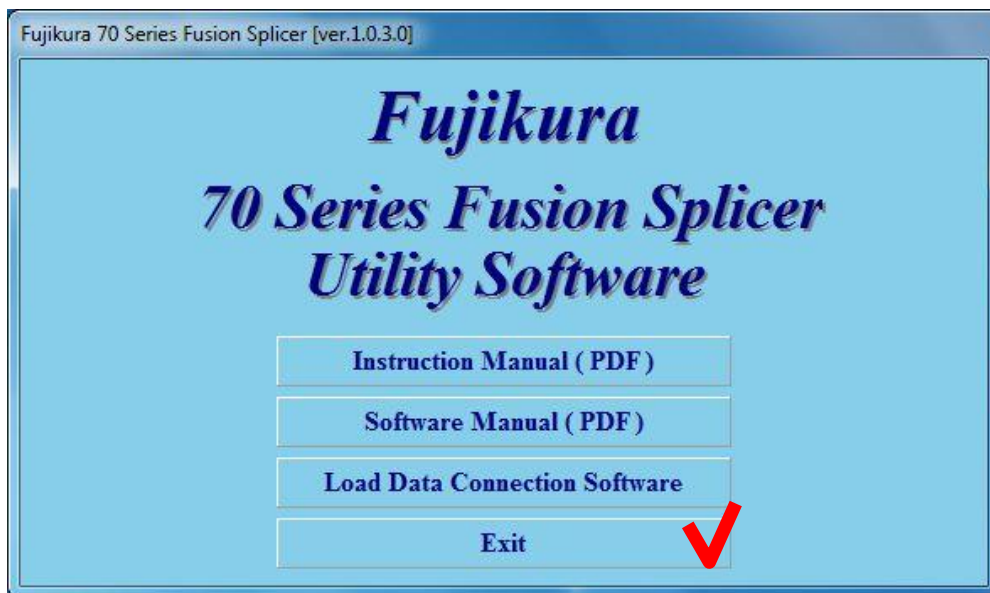 Fujikura 70 Series Fusion Splicer [ver.1.0.3.0]
Fujikura
70 Series Fusion Splicer
Utility Software
Instruction Manual ( PDF )
Software Manual ( PDF )
Load Data Connection Software
Exit